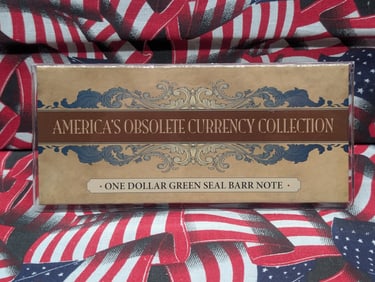 AMERICA'S OBSOLETE CURRENCY COLLECTION
· ONE DOLLAR GREEN SEAL BARR NOTE ·